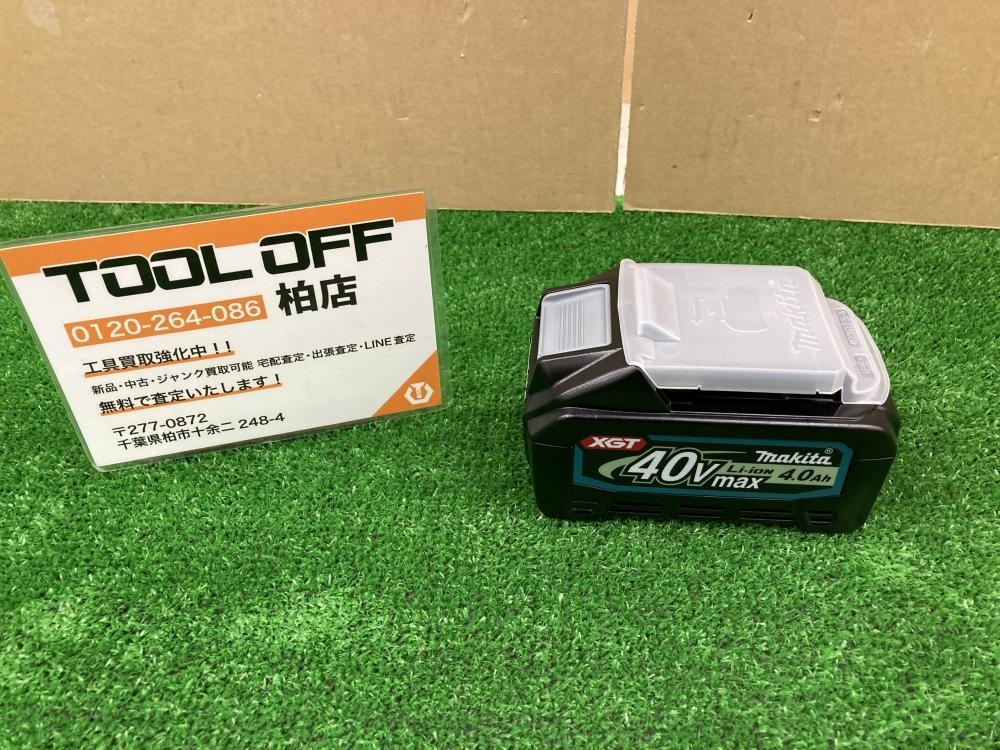 TOOL OFF
0120-264-086 柏店
工具買取強化中！！
新品・中古・ジャンク買取可能 宅配査定・出張査定・LINE査定
無料で査定いたします！
〒277-0872
千葉県柏市十余二 248-4
makita
XGT
40Vmax
Li-ion
makita®
4.0Ah